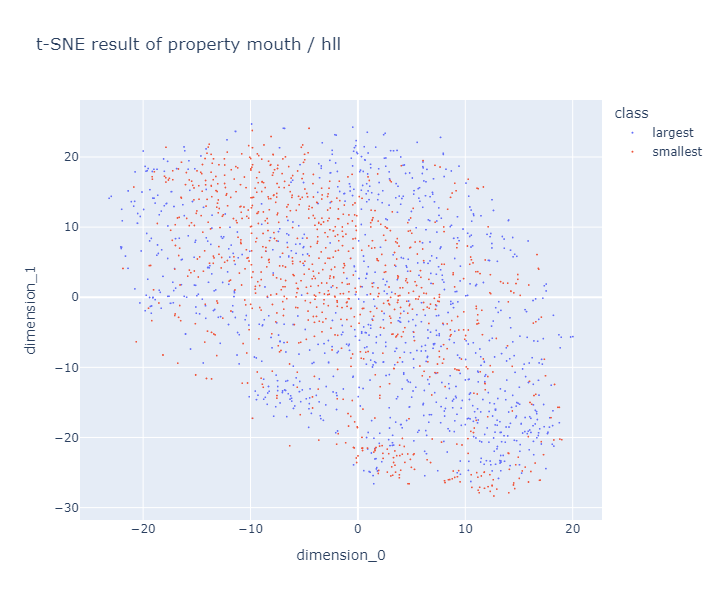 t-SNE result of property mouth / hll
class
largest
smallest
20
10
0
−10
−20
−30
dimension_1
−20
−10
0
10
20
dimension_0